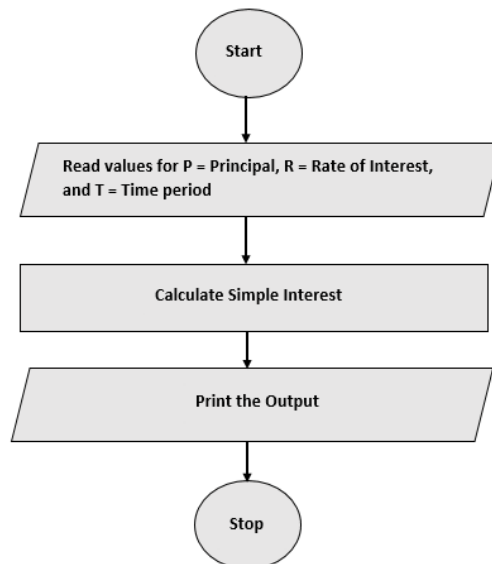 Start
Read values for P = Principal, R = Rate of Interest,
and T = Time period
Calculate Simple Interest
Print the Output
Stop